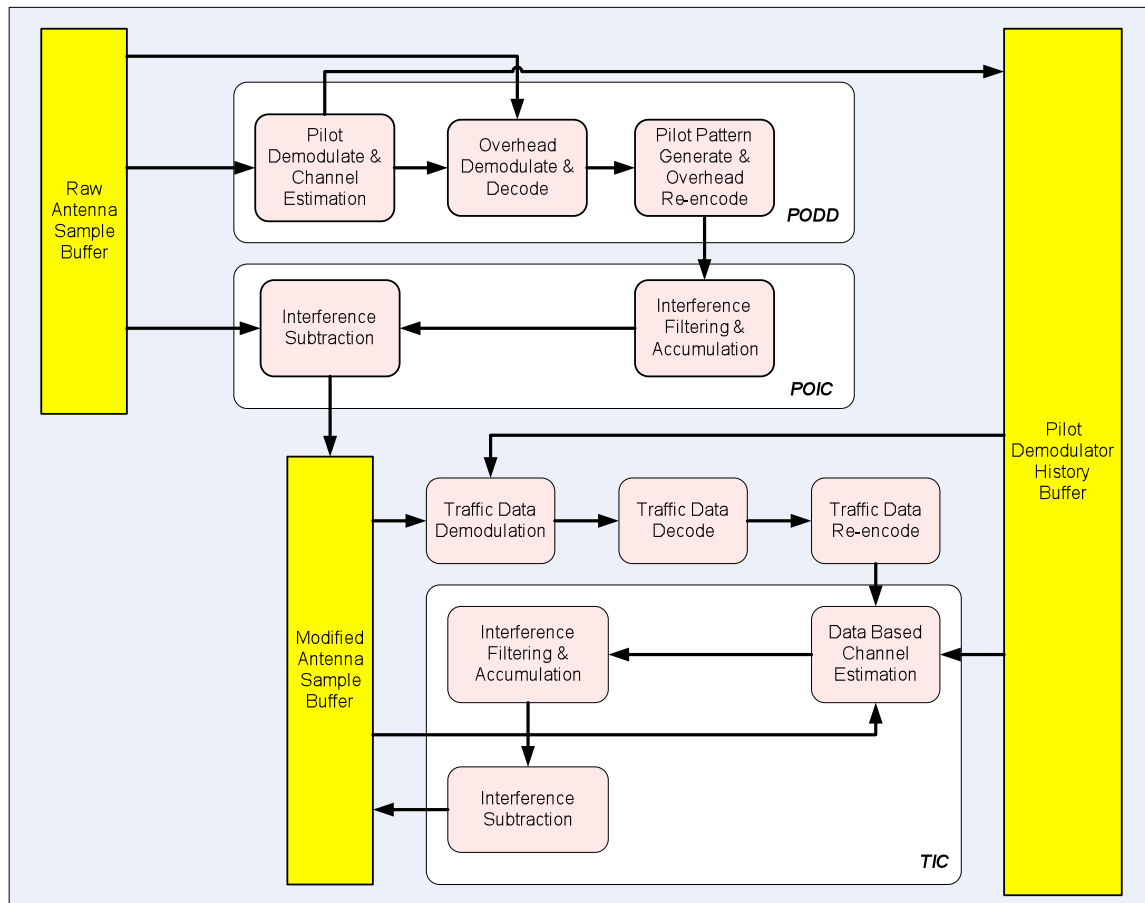 Raw
Antenna
Sample
Buffer
Pilot
Demodulate &
Channel
Estimation
Overhead
Demodulate &
Decode
Pilot Pattern
Generate &
Overhead
Re-encode
PODD
Interference
Subtraction
Interference
Filtering &
Accumulation
POIC
Pilot
Demodulator
History
Buffer
Modified
Antenna
Sample
Buffer
Traffic Data
Demodulation
Traffic Data
Decode
Traffic Data
Re-encode
Interference
Filtering &
Accumulation
Data Based
Channel
Estimation
Interference
Subtraction
TIC